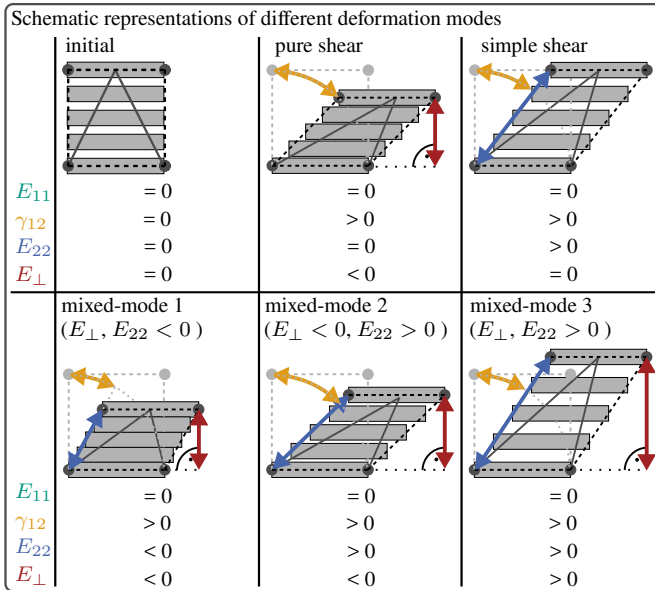 Schematic representations of different deformation modes
initial pure shear simple shear
E₁₁ = 0 = 0 = 0
γ₁₂ = 0 > 0 > 0
E₂₂ = 0 = 0 > 0
E⊥ = 0 < 0 = 0
mixed-mode 1 mixed-mode 2 mixed-mode 3
(E⊥, E₂₂ < 0 ) (E⊥ < 0, E₂₂ > 0) (E⊥, E₂₂ > 0)
E₁₁ = 0 = 0 = 0
γ₁₂ > 0 > 0 > 0
E₂₂ < 0 > 0 > 0
E⊥ < 0 < 0 > 0